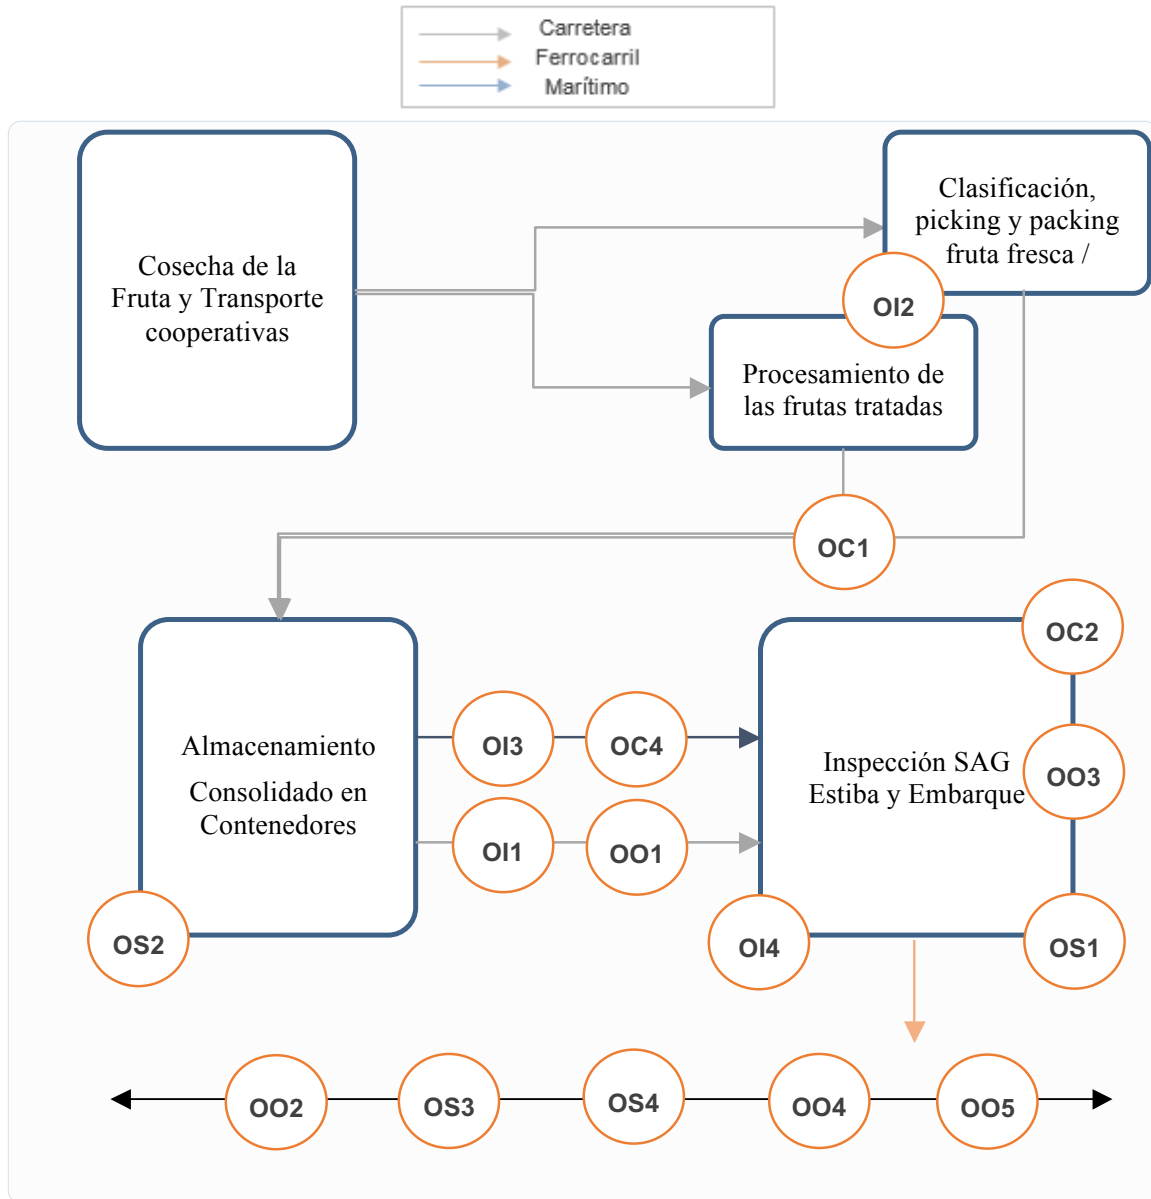 Carretera
Ferrocarril
Marítimo
Cosecha de la
Fruta y Transporte
cooperativas
Clasificación,
picking y packing
fruta fresca /
OI2
Procesamiento de
las frutas tratadas
OC1
Almacenamiento
Consolidado en
Contenedores
OS2
OI3
OC4
OI1
OO1
Inspección SAG
Estiba y Embarque
OC2
OO3
OI4
OS1
OO2
OS3
OS4
OO4
OO5